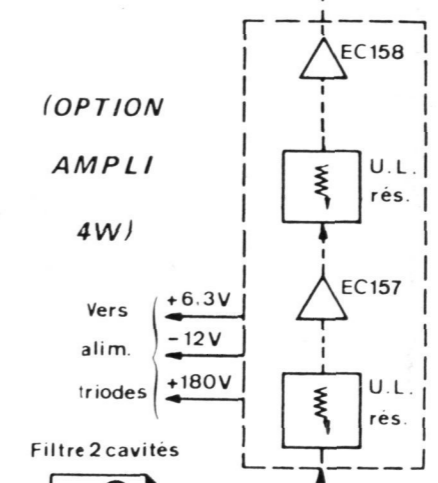 EC158
(OPTION
AMPLI
4W)
U.L.
rés.
EC157
Vers
alim.
triodes
+6.3V
-12V
+180V
U.L.
rés.
Filtre 2 cavités